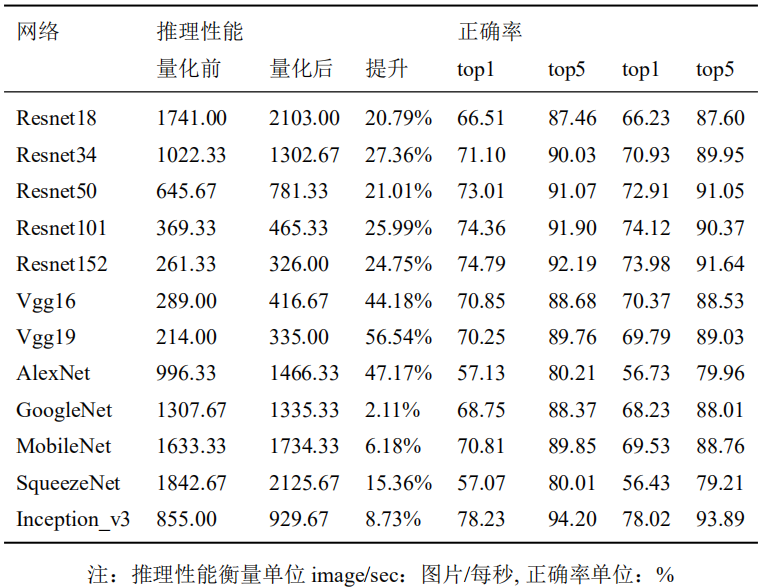 网络 推理性能 正确率
量化前 量化后 提升 top1 top5 top1 top5
Resnet18 1741.00 2103.00 20.79% 66.51 87.46 66.23 87.60
Resnet34 1022.33 1302.67 27.36% 71.10 90.03 70.93 89.95
Resnet50 645.67 781.33 21.01% 73.01 91.07 72.91 91.05
Resnet101 369.33 465.33 25.99% 74.36 91.90 74.12 90.37
Resnet152 261.33 326.00 24.75% 74.79 92.19 73.98 91.64
Vgg16 289.00 416.67 44.18% 70.85 88.68 70.37 88.53
Vgg19 214.00 335.00 56.54% 70.25 89.76 69.79 89.03
AlexNet 996.33 1466.33 47.17% 57.13 80.21 56.73 79.96
GoogleNet 1307.67 1335.33 2.11% 68.75 88.37 68.23 88.01
MobileNet 1633.33 1734.33 6.18% 70.81 89.85 69.53 88.76
SqueezeNet 1842.67 2125.67 15.36% 57.07 80.01 56.43 79.21
Inception_v3 855.00 929.67 8.73% 78.23 94.20 78.02 93.89
注：推理性能衡量单位 image/sec：图片/每秒, 正确率单位：%